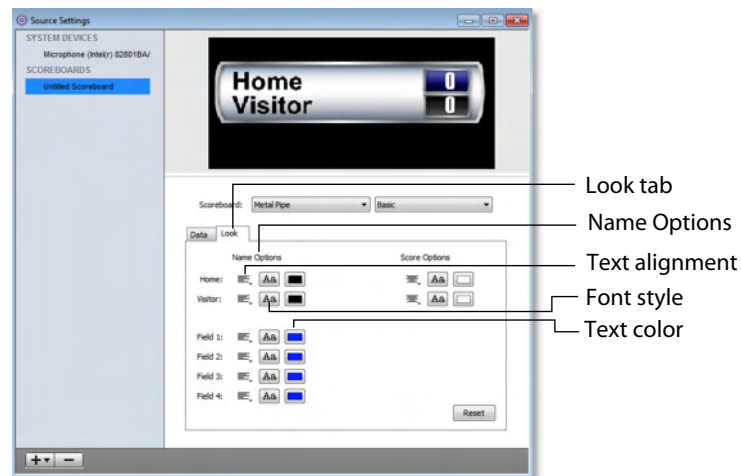 Source Settings
SYSTEM DEVICES
Microphone (Intel(r) 82801BA/
SCOREBOARDS
Untitled Scoreboard
Home 0
Visitor 0
Scoreboard: Metal Pipe Basic
Data Look
Name Options Score Options
Home: Aa Aa
Visitor: Aa Aa
Field 1: Aa
Field 2: Aa
Field 3: Aa
Field 4: Aa
Reset
Look tab
Name Options
Text alignment
Font style
Text color